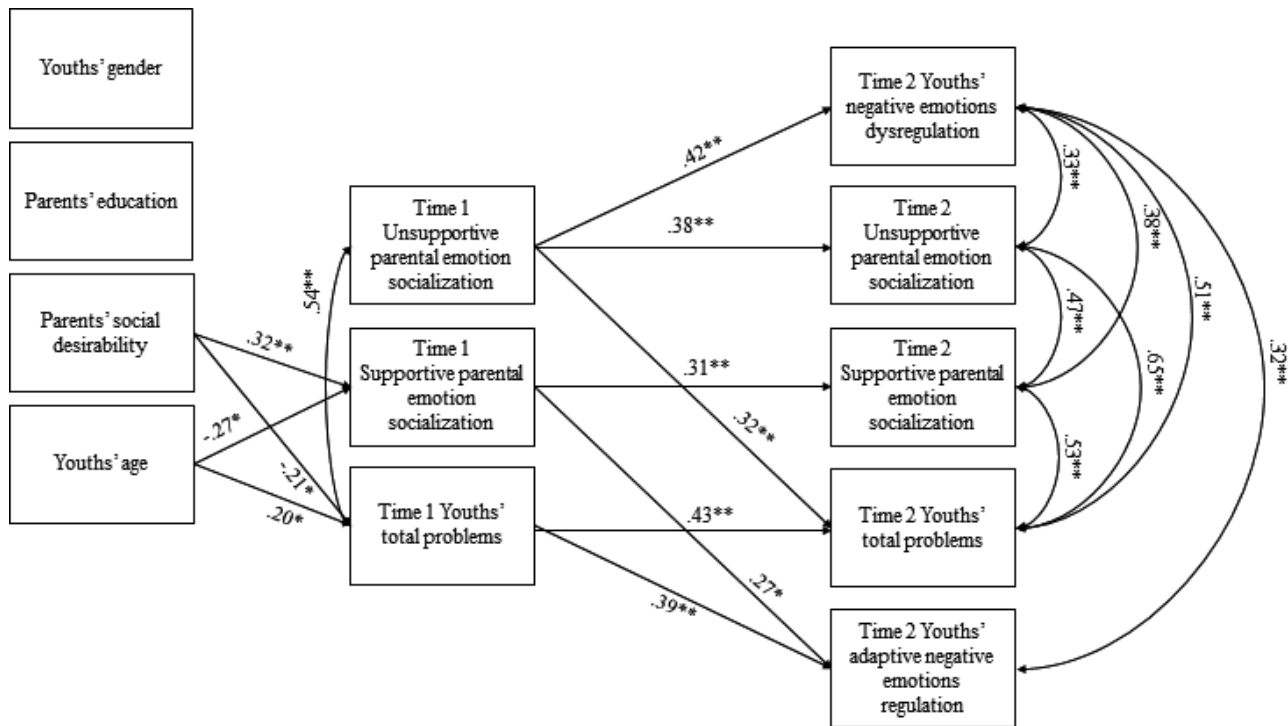 Youths' gender
Parents' education
Parents' social
desirability
Youths' age
.32**
-.27*
-.21*
.20*
.54**
Time 1
Unsupportive
parental emotion
socialization
Time 1
Supportive parental
emotion
socialization
Time 1 Youths'
total problems
.42**
.38**
.31**
.32**
.43**
.27*
.39**
Time 2 Youths'
negative emotions
dysregulation
Time 2
Unsupportive
parental emotion
socialization
Time 2
Supportive parental
emotion
socialization
Time 2 Youths'
total problems
Time 2 Youths'
adaptive negative
emotions
regulation
.33**
.38**
.47**
.51**
.65**
.53**
.32**